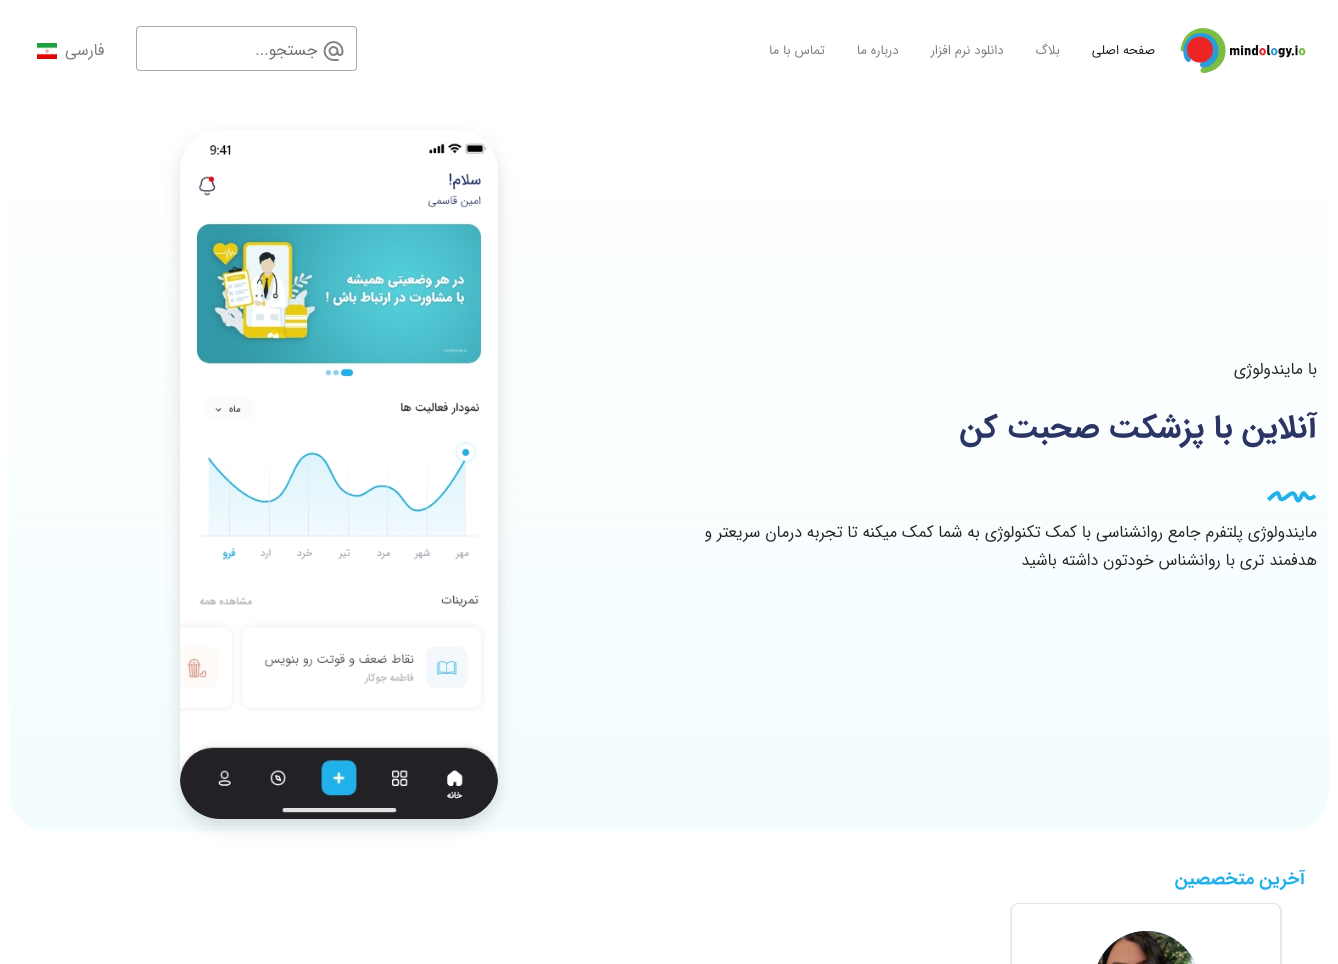 mindology.io
صفحه اصلی
بلاگ
دانلود نرم افزار
درباره ما
تماس با ما
جستجو...
فارسی
9:41
سلام!
امین قاسمی
در هر وضعیتی همیشه
با مشاورت در ارتباط باش !
نمودار فعالیت ها
ماه
مهر
شهر
مرد
تیر
خرد
ارد
فرو
تمرینات
مشاهده همه
نقاط ضعف و قوتت رو بنویس
فاطمه جوکار
خانه
با مایندولوژی
آنلاین با پزشکت صحبت کن
مایندولوژی پلتفرم جامع روانشناسی با کمک تکنولوژی به شما کمک میکنه تا تجربه درمان سریعتر و
هدفمند تری با روانشناس خودتون داشته باشید
آخرین متخصصین